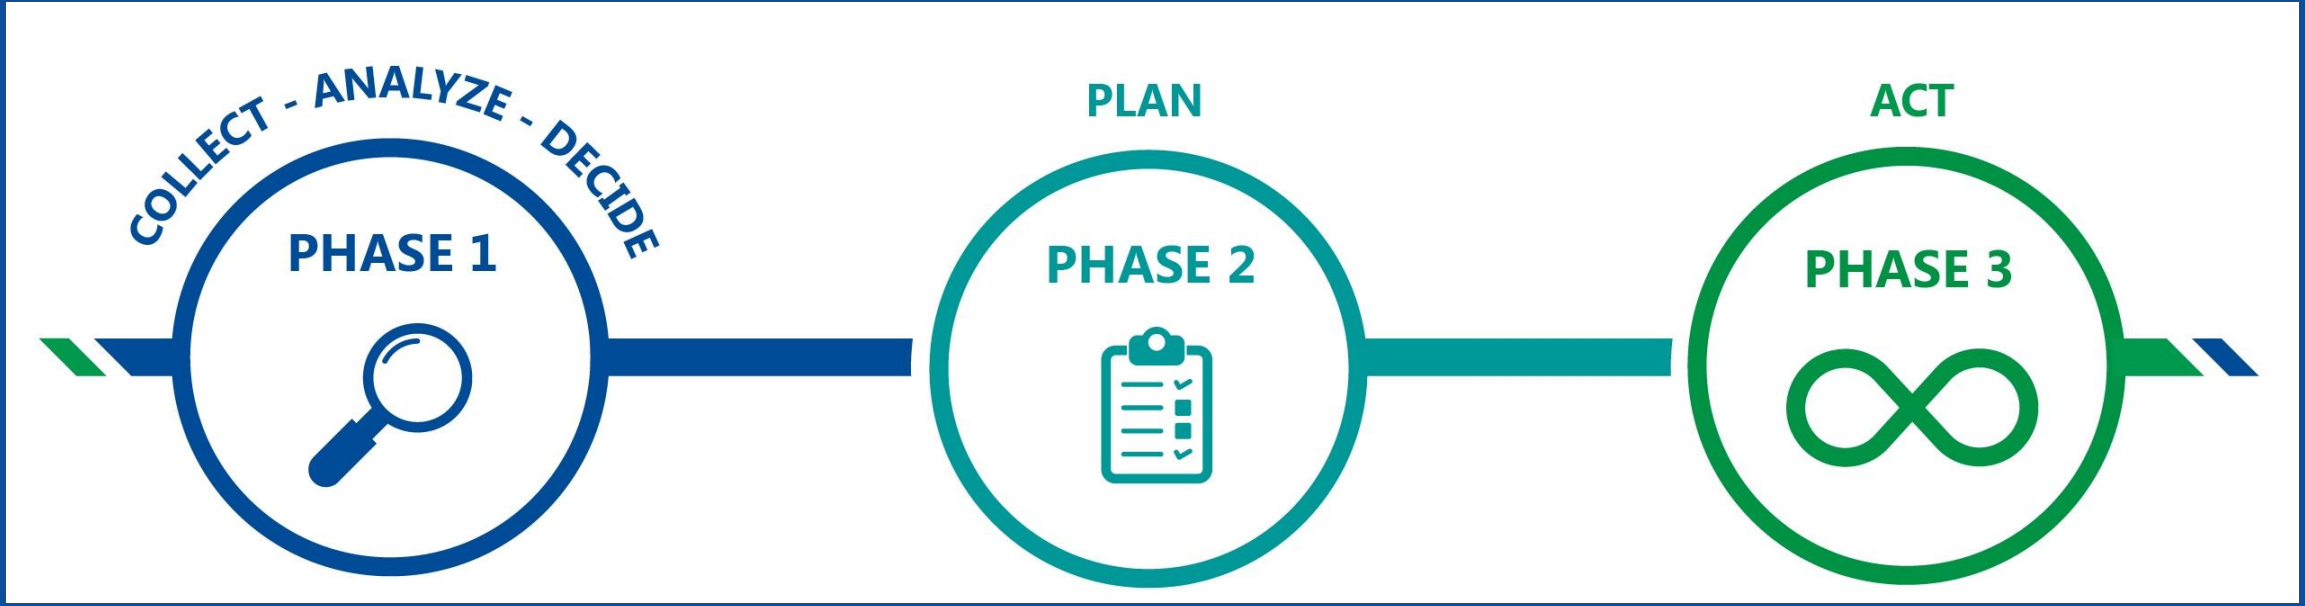 COLLECT - ANALYZE - DECIDE
PHASE 1
PLAN
PHASE 2
ACT
PHASE 3